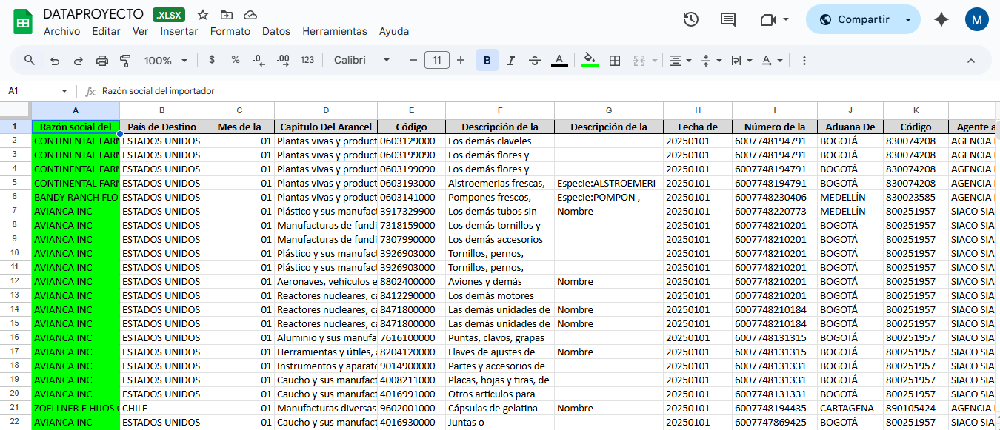 DATAPROYECTO .XLSX
Archivo Editar Ver Insertar Formato Datos Herramientas Ayuda
Compartir
M
100% $ % .0 .00 123 Calibri 11 B I A A
A1 fx Razón social del importador
A B C D E F G H I J K
1 Razón social del País de Destino Mes de la Capitulo Del Arancel Código Descripción de la Descripción de la Fecha de Número de la Aduana De Código Agente a
2 CONTINENTAL FARM ESTADOS UNIDOS 01 Plantas vivas y product 0603129000 Los demás claveles 20250101 6007748194791 BOGOTÁ 830074208 AGENCIA
3 CONTINENTAL FARM ESTADOS UNIDOS 01 Plantas vivas y product 0603199090 Los demás flores y 20250101 6007748194791 BOGOTÁ 830074208 AGENCIA
4 CONTINENTAL FARM ESTADOS UNIDOS 01 Plantas vivas y product 0603199090 Los demás flores y 20250101 6007748194791 BOGOTÁ 830074208 AGENCIA
5 CONTINENTAL FARM ESTADOS UNIDOS 01 Plantas vivas y product 0603193000 Alstroemerias frescas, Especie:ALSTROEMERI 20250101 6007748194791 BOGOTÁ 830074208 AGENCIA
6 BANDY RANCH FLO ESTADOS UNIDOS 01 Plantas vivas y product 0603141000 Pompones frescos, Especie:POMPON , 20250101 6007748230406 MEDELLÍN 830023585 AGENCIA
7 AVIANCA INC ESTADOS UNIDOS 01 Plástico y sus manufact 3917329900 Los demás tubos sin Nombre 20250101 6007748220773 MEDELLÍN 800251957 SIACO SIA
8 AVIANCA INC ESTADOS UNIDOS 01 Manufacturas de fundi 7318159000 Los demás tornillos y 20250101 6007748210201 BOGOTÁ 800251957 SIACO SIA
9 AVIANCA INC ESTADOS UNIDOS 01 Manufacturas de fundi 7307990000 Los demás accesorios 20250101 6007748210201 BOGOTÁ 800251957 SIACO SIA
10 AVIANCA INC ESTADOS UNIDOS 01 Plástico y sus manufact 3926903000 Tornillos, pernos, 20250101 6007748210201 BOGOTÁ 800251957 SIACO SIA
11 AVIANCA INC ESTADOS UNIDOS 01 Plástico y sus manufact 3926903000 Tornillos, pernos, 20250101 6007748210201 BOGOTÁ 800251957 SIACO SIA
12 AVIANCA INC ESTADOS UNIDOS 01 Aeronaves, vehículos e 8802400000 Aviones y demás Nombre 20250101 6007748210201 BOGOTÁ 800251957 SIACO SIA
13 AVIANCA INC ESTADOS UNIDOS 01 Reactores nucleares, ca 8412290000 Los demás motores 20250101 6007748210201 BOGOTÁ 800251957 SIACO SIA
14 AVIANCA INC ESTADOS UNIDOS 01 Reactores nucleares, ca 8471800000 Las demás unidades de Nombre 20250101 6007748210184 BOGOTÁ 800251957 SIACO SIA
15 AVIANCA INC ESTADOS UNIDOS 01 Reactores nucleares, ca 8471800000 Las demás unidades de Nombre 20250101 6007748210184 BOGOTÁ 800251957 SIACO SIA
16 AVIANCA INC ESTADOS UNIDOS 01 Aluminio y sus manufa 7616100000 Puntas, clavos, grapas 20250101 6007748131315 BOGOTÁ 800251957 SIACO SIA
17 AVIANCA INC ESTADOS UNIDOS 01 Herramientas y útiles, 8204120000 Llaves de ajustes de Nombre 20250101 6007748131315 BOGOTÁ 800251957 SIACO SIA
18 AVIANCA INC ESTADOS UNIDOS 01 Instrumentos y aparato 9014900000 Partes y accesorios de 20250101 6007748131331 BOGOTÁ 800251957 SIACO SIA
19 AVIANCA INC ESTADOS UNIDOS 01 Caucho y sus manufact 4008211000 Placas, hojas y tiras, de 20250101 6007748131331 BOGOTÁ 800251957 SIACO SIA
20 AVIANCA INC ESTADOS UNIDOS 01 Caucho y sus manufact 4016991000 Otros artículos para 20250101 6007748131331 BOGOTÁ 800251957 SIACO SIA
21 ZOELLNER E HIJOS CHILE 01 Manufacturas diversas 9602001000 Cápsulas de gelatina Nombre 20250101 6007748194435 CARTAGENA 890105424 AGENCIA
22 AVIANCA INC ESTADOS UNIDOS 01 Caucho y sus manufact 4016930000 Juntas o 20250101 6007747869425 BOGOTÁ 800251957 SIACO SIA